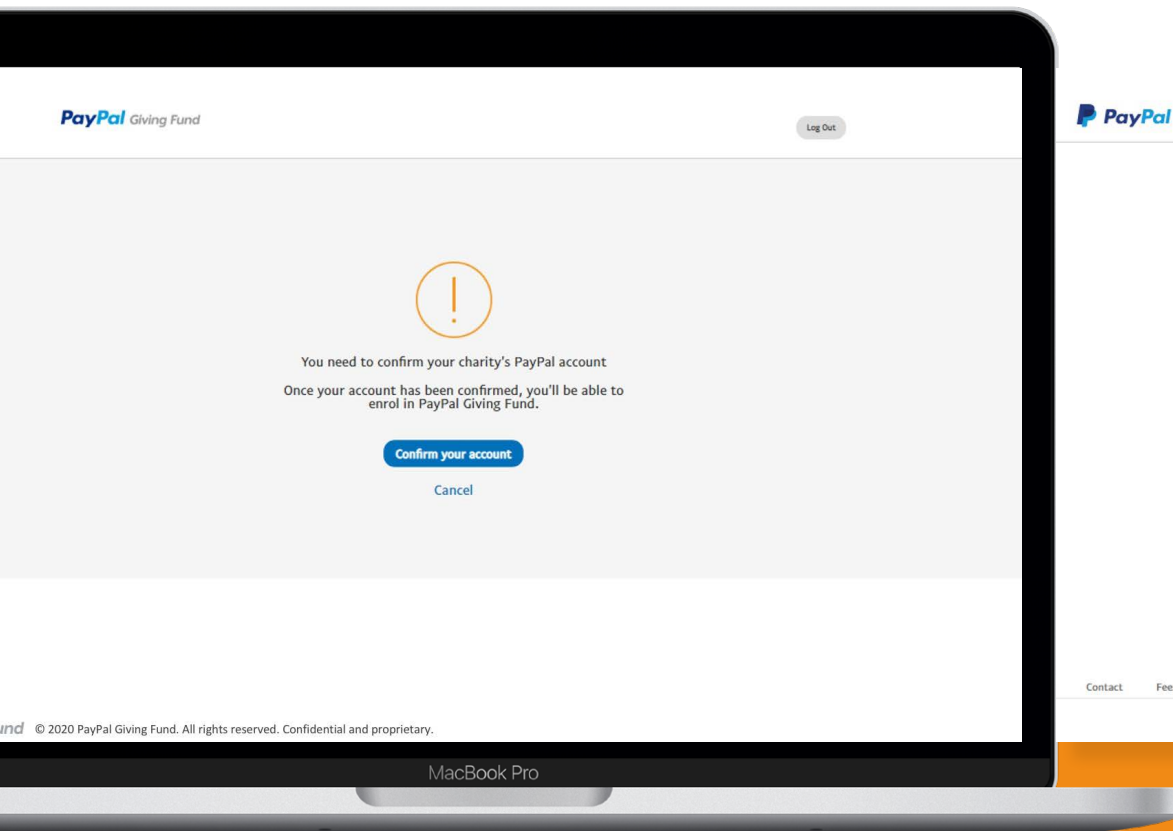 PayPal Giving Fund
Log Out
PayPal
You need to confirm your charity's PayPal account
Once your account has been confirmed, you'll be able to
enrol in PayPal Giving Fund.
Confirm your account
Cancel
Contact Fee
und © 2020 PayPal Giving Fund. All rights reserved. Confidential and proprietary.
MacBook Pro